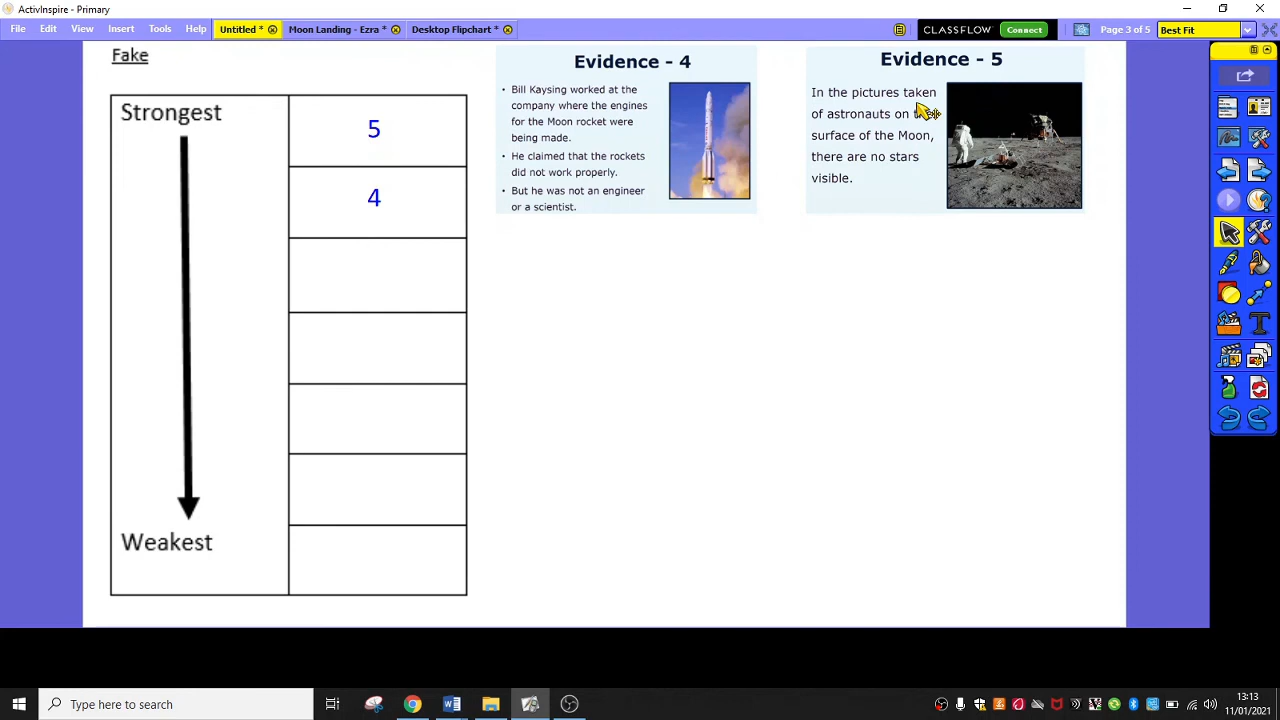 ActivInspire - Primary
File Edit View Insert Tools Help Untitled * Moon Landing - Ezra * Desktop Flipchart * CLASSFLOW Connect Page 3 of 5 Best Fit
Fake
Strongest
5
4
Weakest
Evidence - 4
• Bill Kaysing worked at the
company where the engines
for the Moon rocket were
being made.
• He claimed that the rockets
did not work properly.
• But he was not an engineer
or a scientist.
Evidence - 5
In the pictures taken
of astronauts on
surface of the Moon,
there are no stars
visible.
Type here to search
13:13
11/01/2021